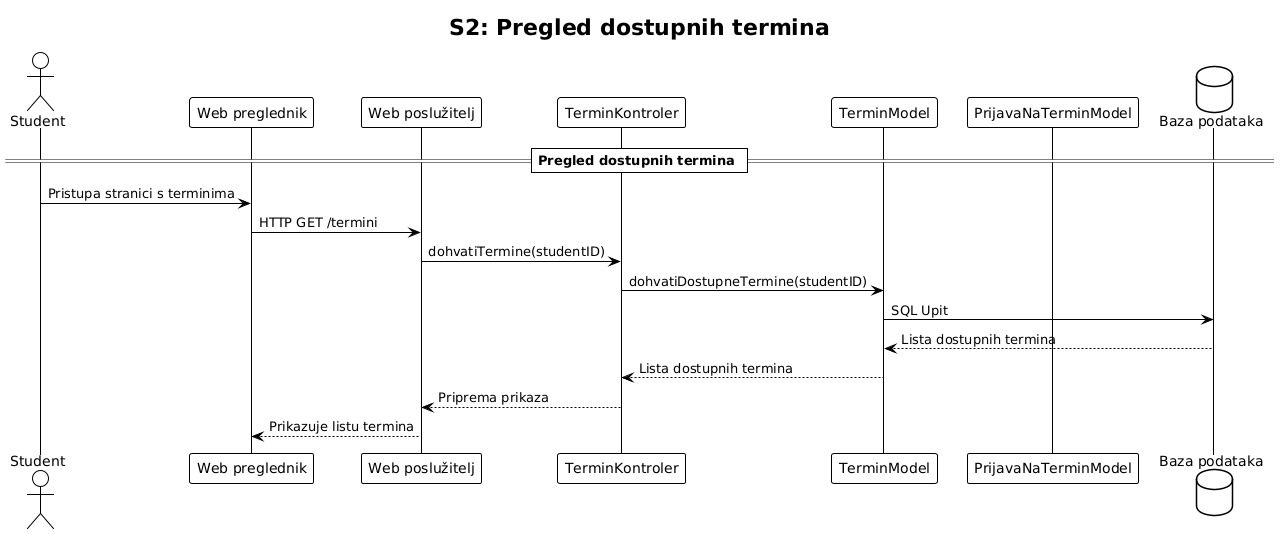 S2: Pregled dostupnih termina
Student
Web preglednik
Web poslužitelj
TerminKontroler
TerminModel
PrijavaNaTerminModel
Baza podataka
Pregled dostupnih termina
Pristupa stranici s terminima
HTTP GET /termini
dohvatiTermine(studentID)
dohvatiDostupneTermine(studentID)
SQL Upit
Lista dostupnih termina
Lista dostupnih termina
Priprema prikaza
Prikazuje listu termina
Student
Web preglednik
Web poslužitelj
TerminKontroler
TerminModel
PrijavaNaTerminModel
Baza podataka